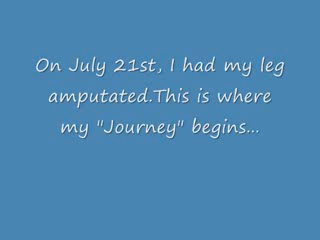 On July 21st, I had my leg
amputated.This is where
my "Journey" begins...